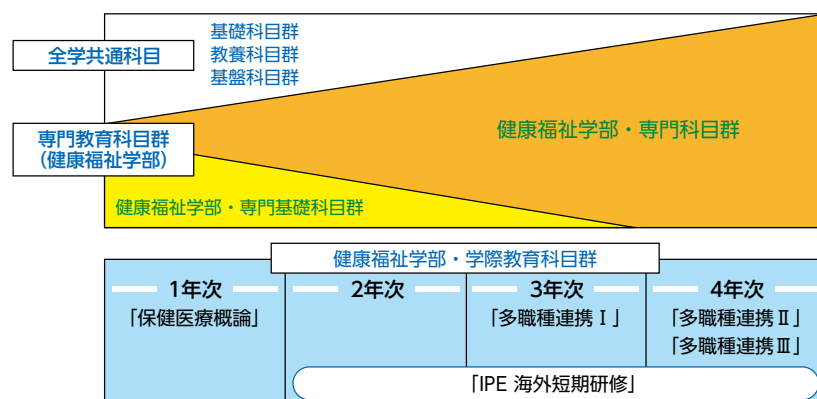 全学共通科目
基礎科目群
教養科目群
基盤科目群
専門教育科目群
（健康福祉学部）
健康福祉学部・専門科目群
健康福祉学部・専門基礎科目群
健康福祉学部・学際教育科目群
1年次
「保健医療概論」
2年次
3年次
「多職種連携Ⅰ」
4年次
「多職種連携Ⅱ」
「多職種連携Ⅲ」
「IPE 海外短期研修」